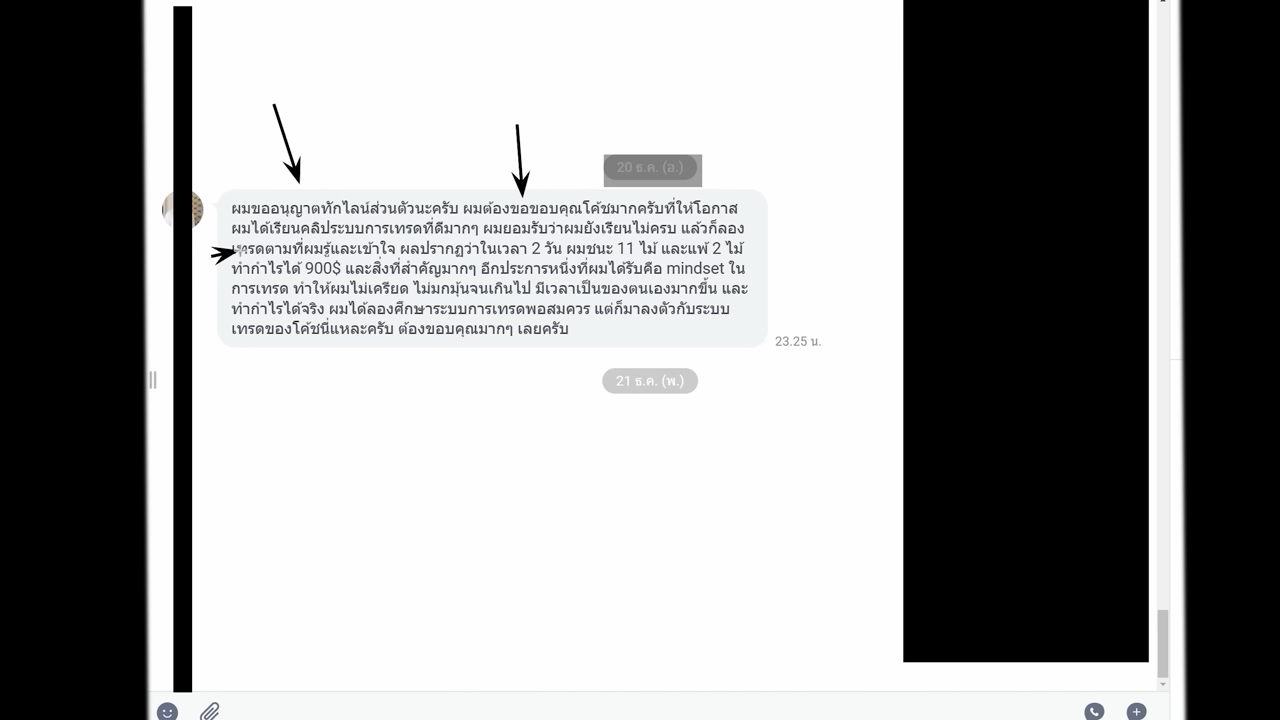 20 ธ.ค. (อ.)
ผมขออนุญาตทักไลน์ส่วนตัวนะครับ ผมต้องขอขอบคุณโค้ชมากครับที่ให้โอกาส
ผมได้เรียนคลิประบบการเทรดที่ดีมากๆ ผมยอมรับว่าผมยังเรียนไม่ครบ แล้วก็ลอง
เทรดตามที่ผมรู้และเข้าใจ ผลปรากฏว่าในเวลา 2 วัน ผมชนะ 11 ไม้ และแพ้ 2 ไม้
ทำกำไรได้ 900$ และสิ่งที่สำคัญมากๆ อีกประการหนึ่งที่ผมได้รับคือ mindset ใน
การเทรด ทำให้ผมไม่เครียด ไม่มกมุ้นจนเกินไป มีเวลาเป็นของตนเองมากขึ้น และ
ทำกำไรได้จริง ผมได้ลองศึกษาระบบการเทรดพอสมควร แต่ก็มาลงตัวกับระบบ
เทรดของโค้ชนี่แหละครับ ต้องขอบคุณมากๆ เลยครับ
23.25 น.
21 ธ.ค. (พ.)